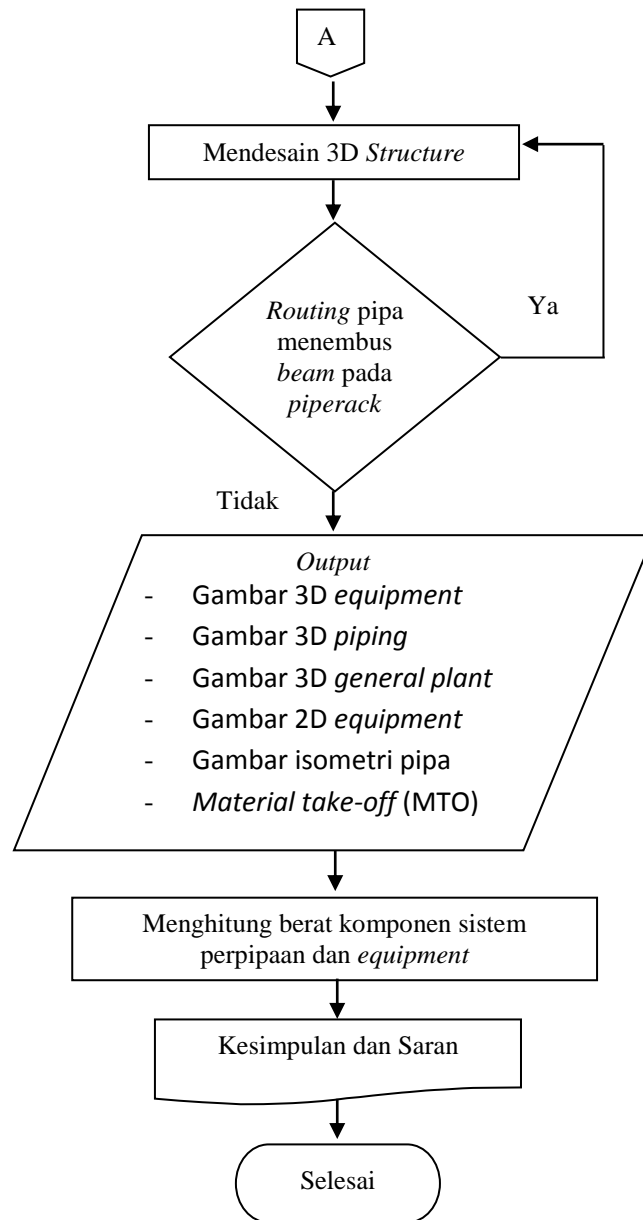 A
Mendesain 3D Structure
Routing pipa
menembus
beam pada
piperack
Ya
Tidak
Output
- Gambar 3D equipment
- Gambar 3D piping
- Gambar 3D general plant
- Gambar 2D equipment
- Gambar isometri pipa
- Material take-off (MTO)
Menghitung berat komponen sistem
perpipaan dan equipment
Kesimpulan dan Saran
Selesai